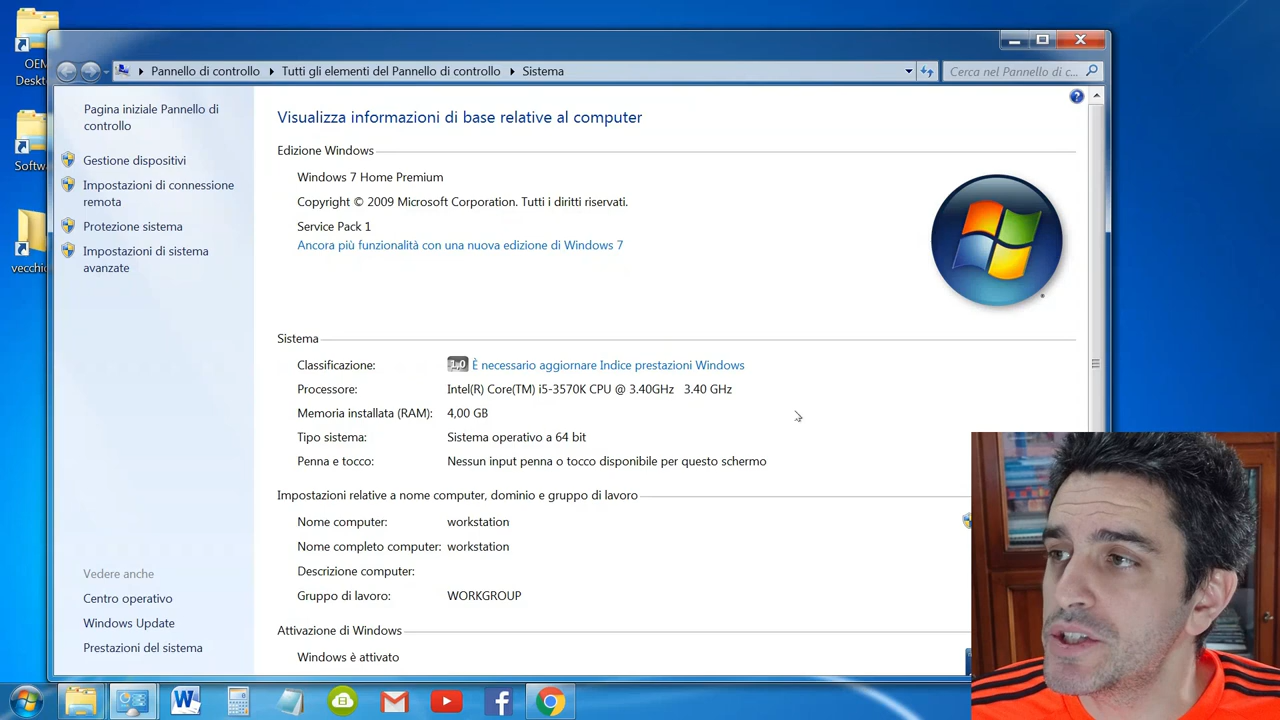 OEM
Deskt
Softwa
vecchi
Pannello di controllo
Tutti gli elementi del Pannello di controllo
Sistema
Cerca nel Pannello di c...
Pagina iniziale Pannello di
controllo
Gestione dispositivi
Impostazioni di connessione
remota
Protezione sistema
Impostazioni di sistema
avanzate
Vedere anche
Centro operativo
Windows Update
Prestazioni del sistema
Visualizza informazioni di base relative al computer
Edizione Windows
Windows 7 Home Premium
Copyright © 2009 Microsoft Corporation. Tutti i diritti riservati.
Service Pack 1
Ancora più funzionalità con una nuova edizione di Windows 7
Sistema
Classificazione: 1,0 È necessario aggiornare Indice prestazioni Windows
Processore: Intel(R) Core(TM) i5-3570K CPU @ 3.40GHz 3.40 GHz
Memoria installata (RAM): 4,00 GB
Tipo sistema: Sistema operativo a 64 bit
Penna e tocco: Nessun input penna o tocco disponibile per questo schermo
Impostazioni relative a nome computer, dominio e gruppo di lavoro
Nome computer: workstation
Nome completo computer: workstation
Descrizione computer:
Gruppo di lavoro: WORKGROUP
Attivazione di Windows
Windows è attivato